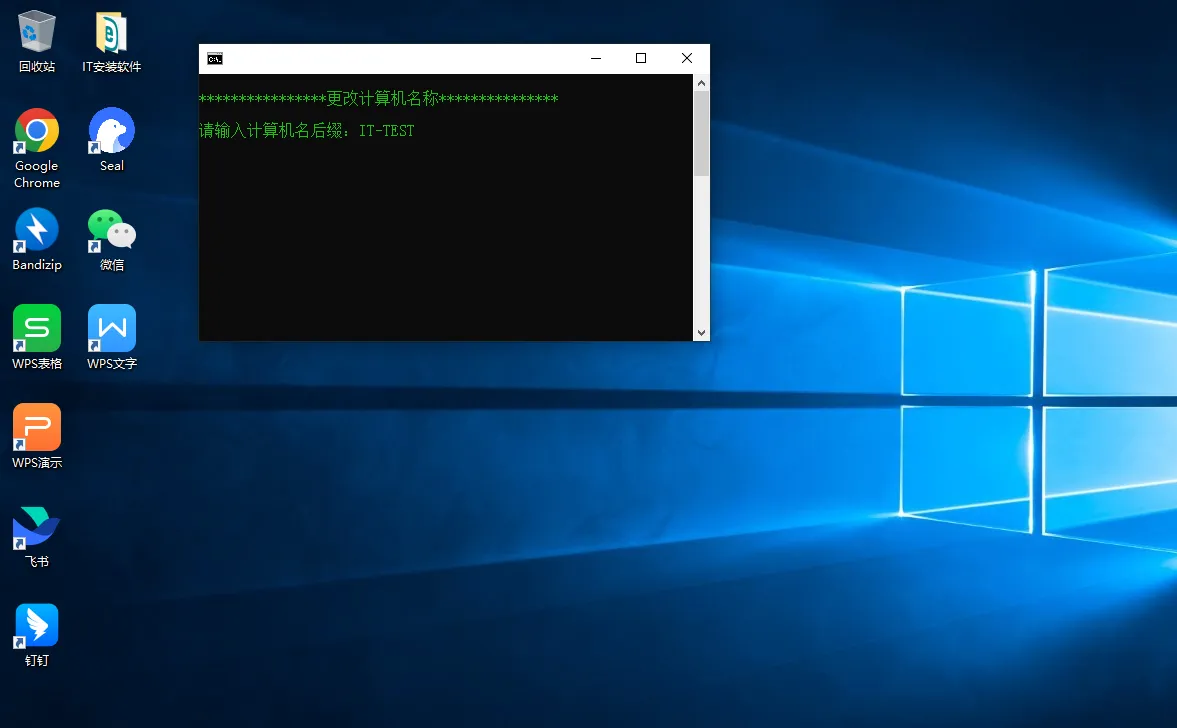 回收站
IT安装软件
Google
Chrome
Seal
Bandizip
微信
WPS表格
WPS文字
WPS演示
飞书
钉钉
C:\.
****************更改计算机名称***************
请输入计算机名后缀：IT-TEST